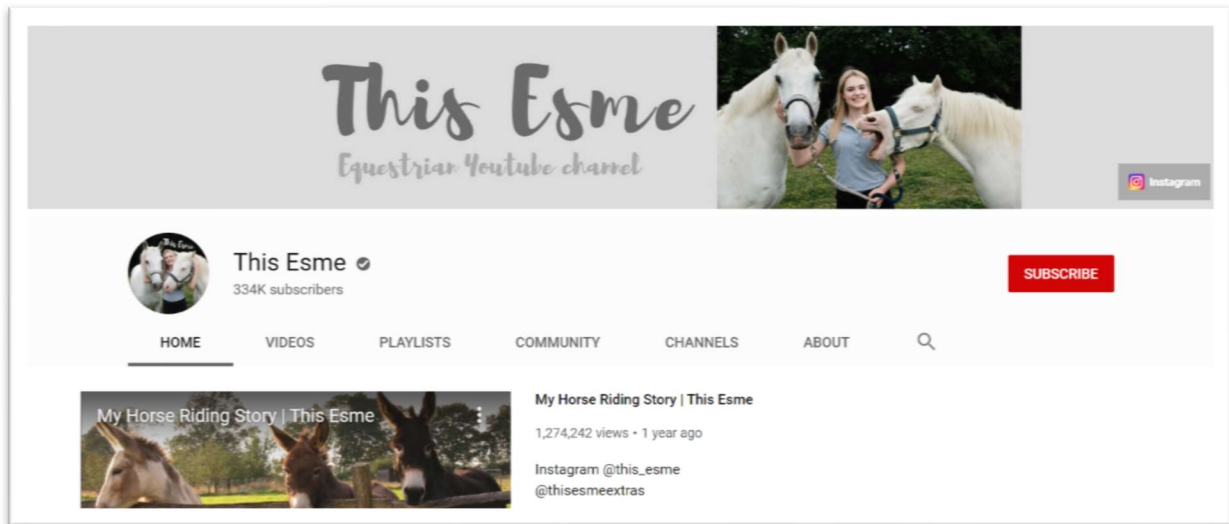 This Esme
Equestrian Youtube channel
Instagram
This Esme
This Esme
334K subscribers
SUBSCRIBE
HOME VIDEOS PLAYLISTS COMMUNITY CHANNELS ABOUT
My Horse Riding Story | This Esme
My Horse Riding Story | This Esme
1,274,242 views • 1 year ago
Instagram @this_esme
@thisesmeextras